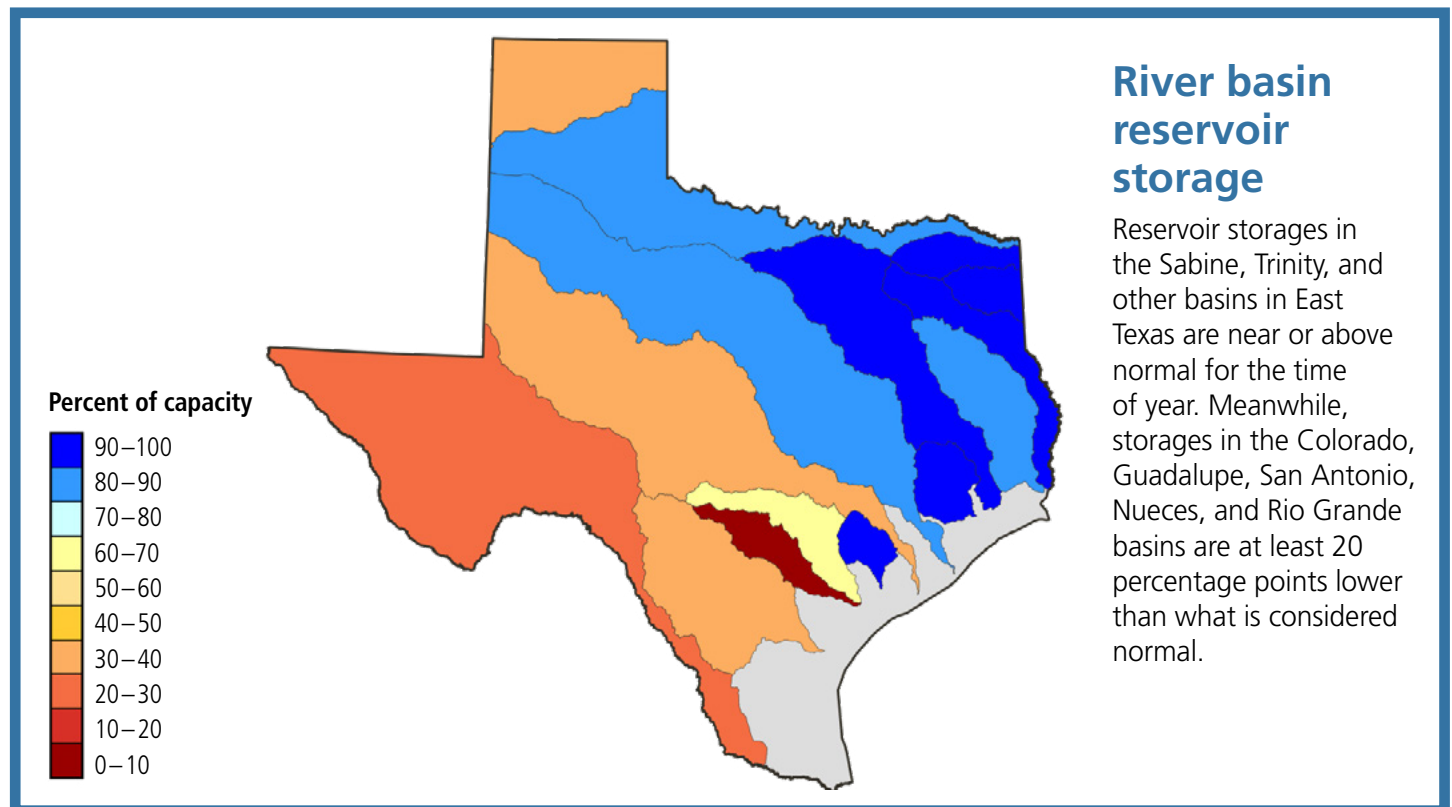 River basin
reservoir
storage
Reservoir storages in
the Sabine, Trinity, and
other basins in East
Texas are near or above
normal for the time
of year. Meanwhile,
storages in the Colorado,
Guadalupe, San Antonio,
Nueces, and Rio Grande
basins are at least 20
percentage points lower
than what is considered
normal.
Percent of capacity
90–100
80–90
70–80
60–70
50–60
40–50
30–40
20–30
10–20
0–10